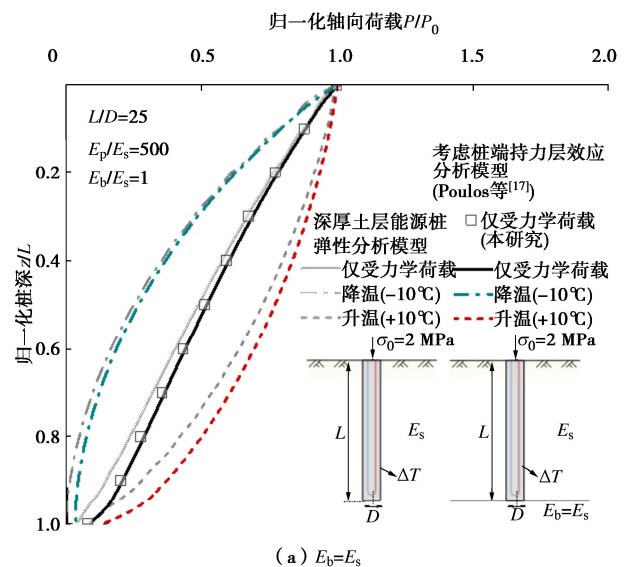 归一化轴向荷载P/P₀
0 0.5 1.0 1.5 2.0
归一化桩深z/L
0.2
0.4
0.6
0.8
1.0
L/D=25
Eₚ/Eₛ=500
E_b/Eₛ=1
考虑桩端持力层效应
分析模型
(Poulos等[17])
仅受力学荷载
(本研究)
深厚土层能源桩
弹性分析模型
仅受力学荷载 仅受力学荷载
降温(−10℃) 降温(−10℃)
升温(+10℃) 升温(+10℃)
σ₀=2 MPa σ₀=2 MPa
L Eₛ L Eₛ
ΔT ΔT
D D E_b=Eₛ
(a) E_b=Eₛ